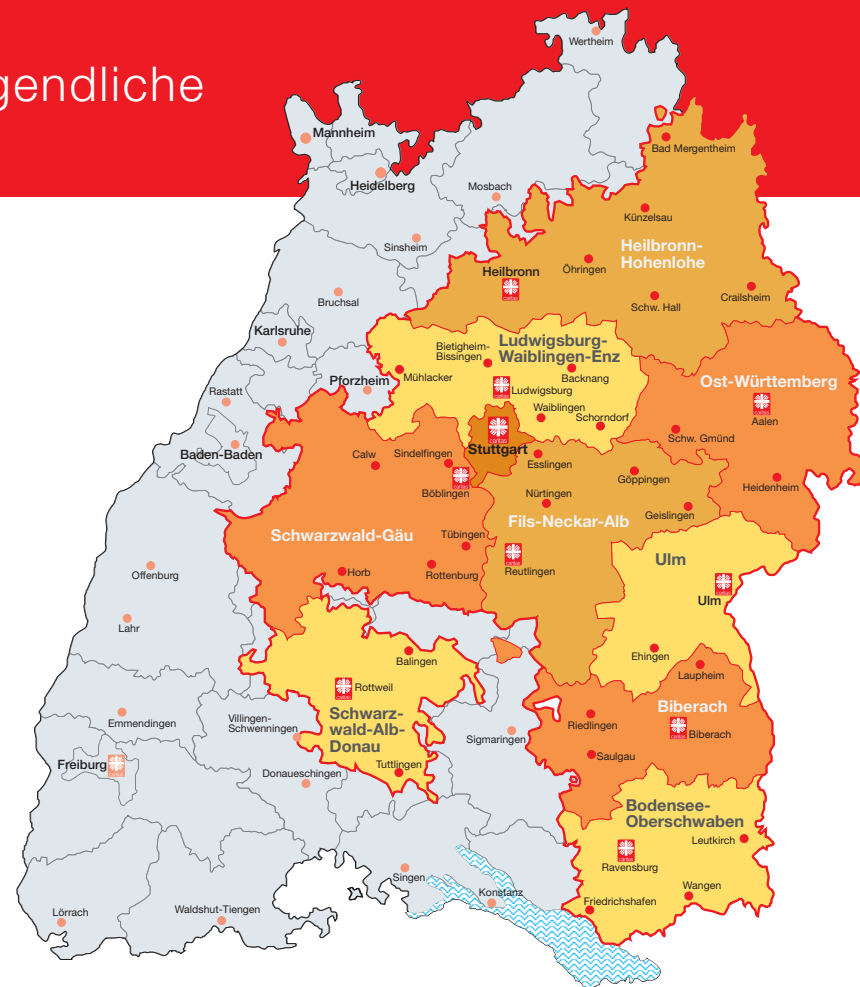 gendliche
Wertheim
Mannheim
Bad Mergentheim
Heidelberg
Mosbach
Künzelsau
Sinsheim
Heilbronn-
Hohenlohe
Heilbronn
Öhringen
Bruchsal
Schw. Hall
Crailsheim
Karlsruhe
Bietigheim-
Bissingen
Ludwigsburg-
Waiblingen-Enz
Mühlacker
Backnang
Pforzheim
Ost-Württemberg
Rastatt
Ludwigsburg
Waiblingen
Schorndorf
Aalen
Schw. Gmünd
Stuttgart
Baden-Baden
Calw
Sindelfingen
Esslingen
Böblingen
Göppingen
Heidenheim
Nürtingen
Geislingen
Fils-Neckar-Alb
Schwarzwald-Gäu
Tübingen
Ulm
Reutlingen
Offenburg
Horb
Rottenburg
Ulm
Lahr
Ehingen
Balingen
Laupheim
Rottweil
Biberach
Emmendingen
Villingen-
Schwenningen
Schwarz-
wald-Alb-
Donau
Riedlingen
Sigmaringen
Biberach
Saulgau
Freiburg
Tuttlingen
Donaueschingen
Bodensee-
Oberschwaben
Leutkirch
Ravensburg
Singen
Wangen
Konstanz
Friedrichshafen
Lörrach
Waldshut-Tiengen